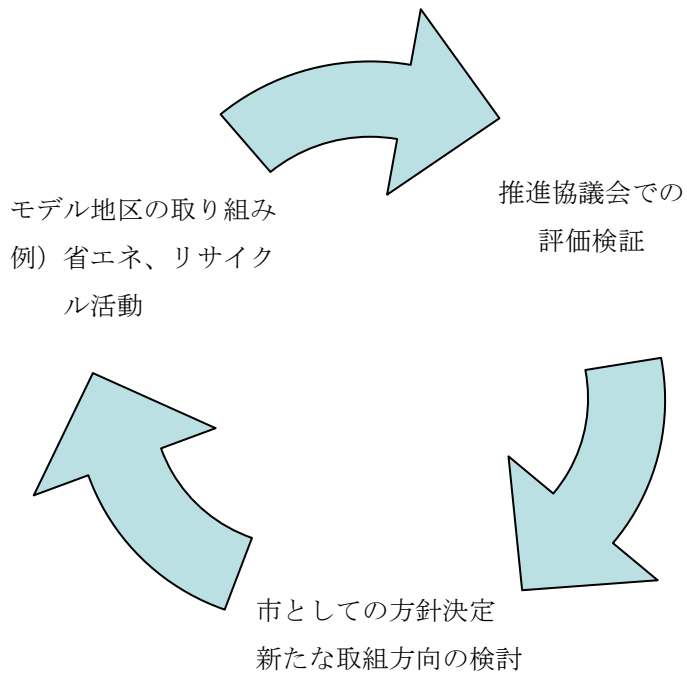 モデル地区の取り組み
例）省エネ、リサイク
ル活動
推進協議会での
評価検証
市としての方針決定
新たな取組方向の検討